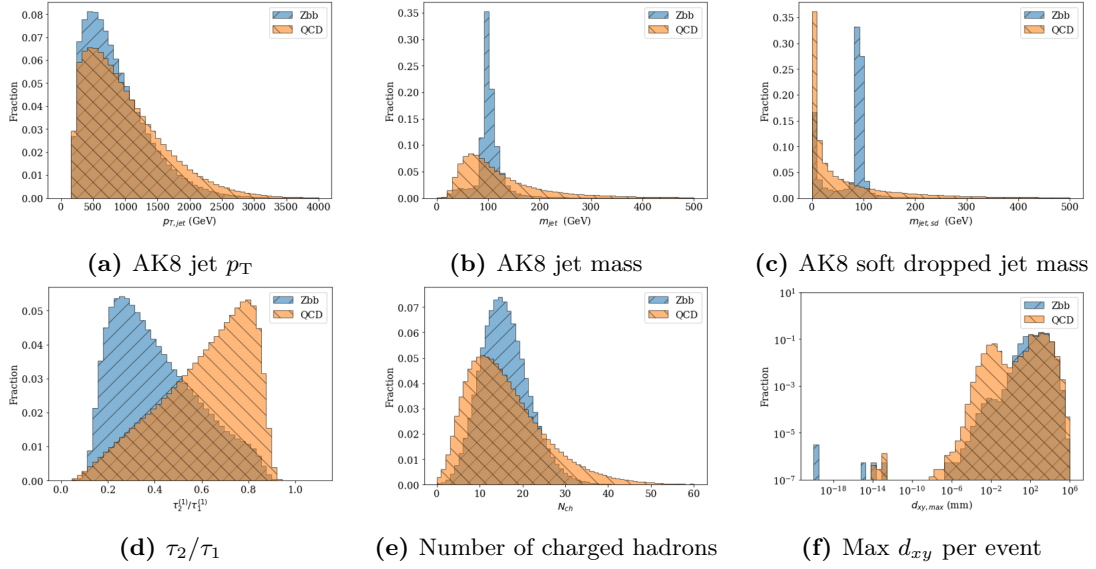 0.08
0.07
0.06
0.05
0.04
0.03
0.02
0.01
0.00
Fraction
Zbb
QCD
0 500 1000 1500 2000 2500 3000 3500 4000
p_{T,jet} (GeV)
(a) AK8 jet p_T
0.35
0.30
0.25
0.20
0.15
0.10
0.05
0.00
Fraction
Zbb
QCD
0 100 200 300 400 500
m_{jet} (GeV)
(b) AK8 jet mass
0.35
0.30
0.25
0.20
0.15
0.10
0.05
0.00
Fraction
Zbb
QCD
0 100 200 300 400 500
m_{jet,sd} (GeV)
(c) AK8 soft dropped jet mass
0.05
0.04
0.03
0.02
0.01
0.00
Fraction
Zbb
QCD
0.0 0.2 0.4 0.6 0.8 1.0
τ_2^{(1)}/τ_1^{(1)}
(d) τ_2/τ_1
0.07
0.06
0.05
0.04
0.03
0.02
0.01
0.00
Fraction
Zbb
QCD
0 10 20 30 40 50 60
N_{ch}
(e) Number of charged hadrons
10^1
10^{-1}
10^{-3}
10^{-5}
10^{-7}
Fraction
Zbb
QCD
10^{-18} 10^{-14} 10^{-10} 10^{-6} 10^{-2} 10^2 10^6
d_{xy,max} (mm)
(f) Max d_{xy} per event